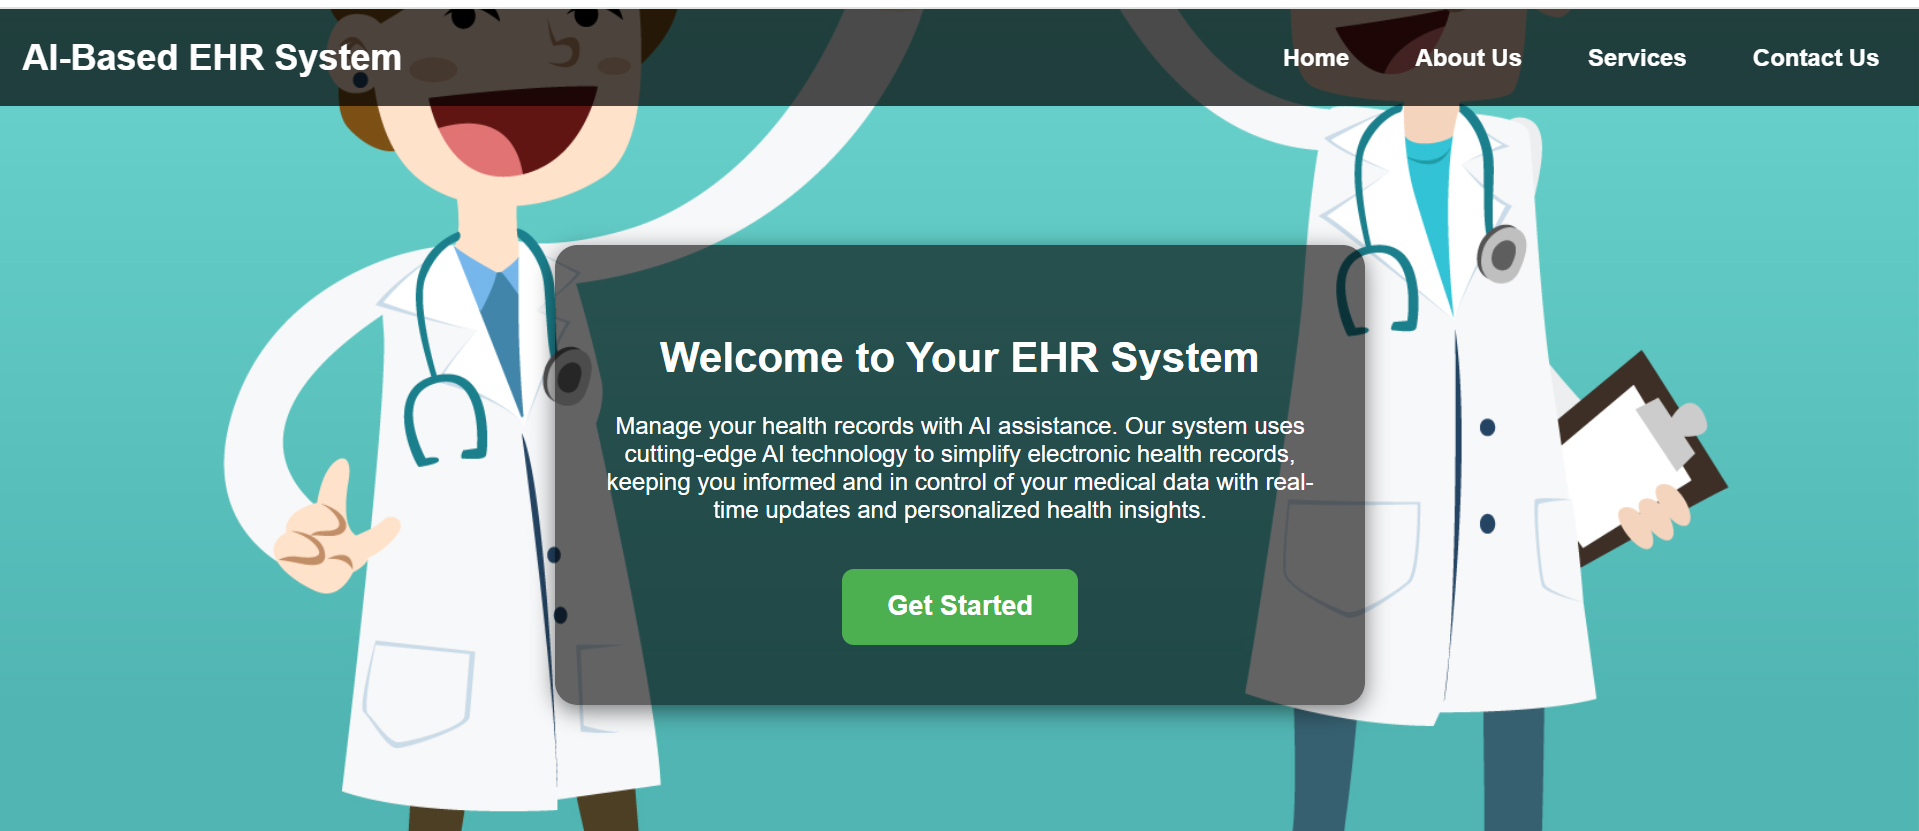 AI-Based EHR System
Home About Us Services Contact Us
Welcome to Your EHR System
Manage your health records with AI assistance. Our system uses
cutting-edge AI technology to simplify electronic health records,
keeping you informed and in control of your medical data with real-
time updates and personalized health insights.
Get Started